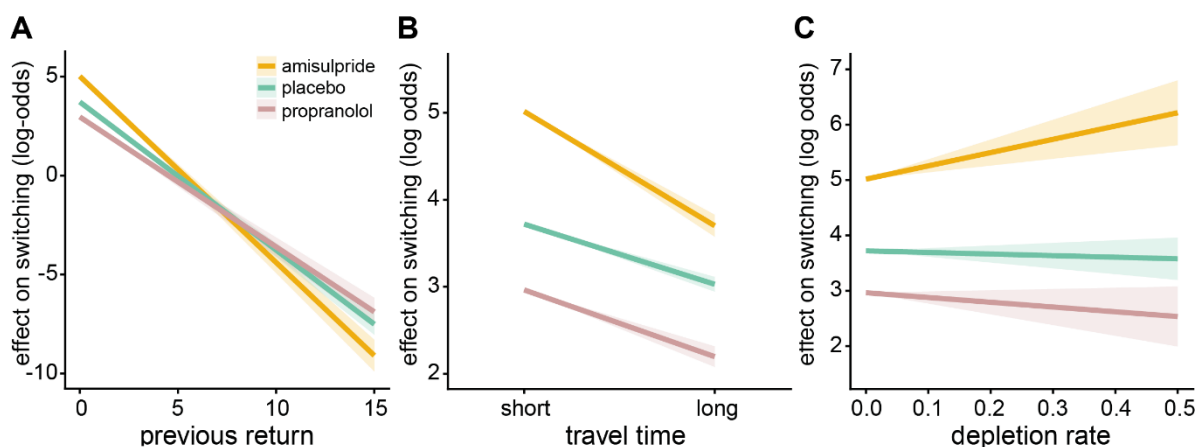 A
effect on switching (log-odds)
5
0
-5
-10
0
5
10
15
previous return
amisulpride
placebo
propranolol
B
effect on switching (log odds)
5
4
3
2
short
long
travel time
C
effect on switching (log odds)
7
6
5
4
3
2
0.0
0.1
0.2
0.3
0.4
0.5
depletion rate